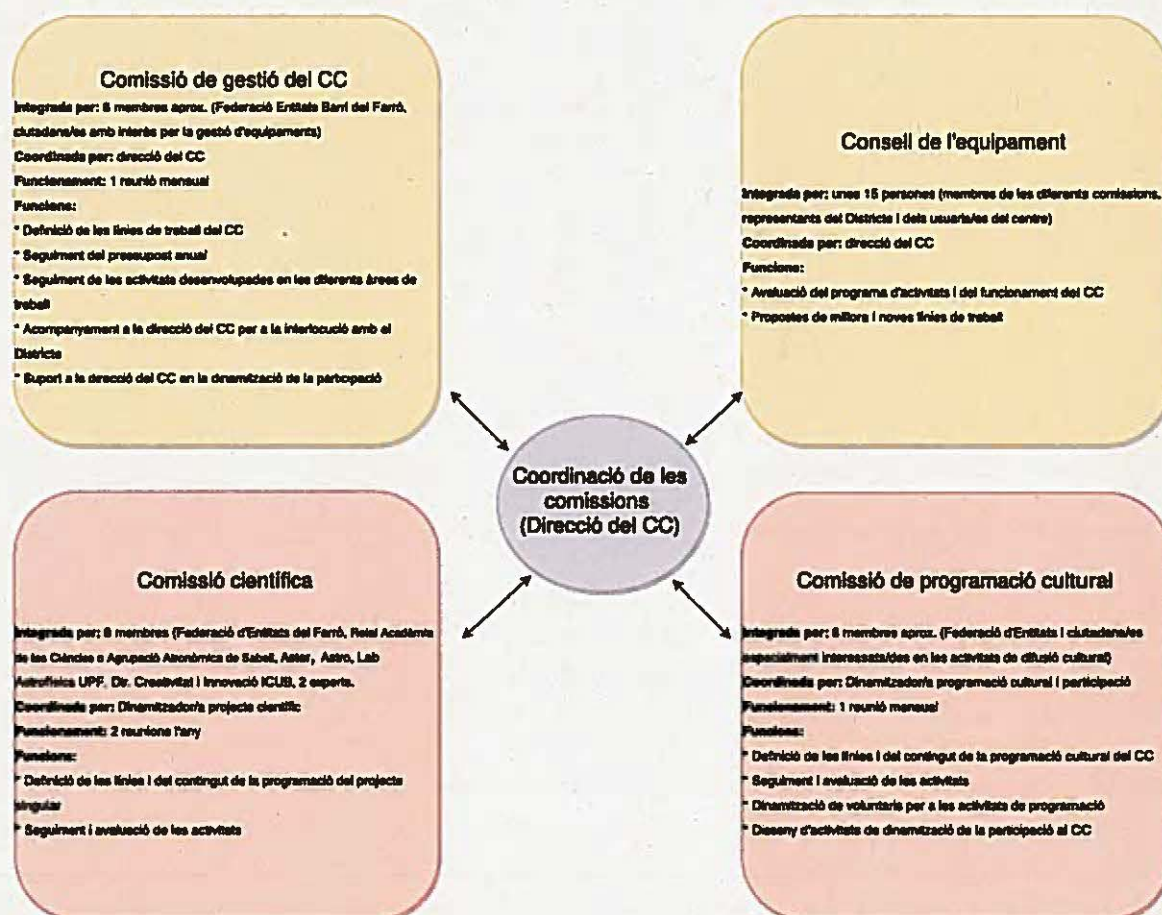 Comissió de gestió del CC
Integrada per: 8 membres aprox. (Federació Entitats Barri del Farró,
ciutadans/es amb interès per la gestió d'equipaments)
Coordinada per: direcció del CC
Funcionament: 1 reunió mensual
Funcions:
* Definició de les línies de treball del CC
* Seguiment del pressupost anual
* Seguiment de les activitats desenvolupades en les diferents àrees de
treball
* Acompanyament a la direcció del CC per a la interlocució amb el
Districte
* Suport a la direcció del CC en la dinamització de la participació
Consell de l'equipament
Integrada per: unes 15 persones (membres de les diferents comissions,
representants del Districte i dels usuaris/es del centre)
Coordinada per: direcció del CC
Funcions:
* Avaluació del programa d'activitats i del funcionament del CC
* Propostes de millora i noves línies de treball
Coordinació de les
comissions
(Direcció del CC)
Comissió científica
Integrada per: 8 membres (Federació d'Entitats del Farró, Reial Acadèmia
de les Ciències o Agrupació Astronòmica de Sabell, Aster, Astro, Lab
Astrofísica UPF, Dir. Creativitat i Innovació ICUB, 2 experts.
Coordinada per: Dinamitzador/a projecte científic
Funcionament: 2 reunions l'any
Funcions:
* Definició de les línies i del contingut de la programació del projecte
singular
* Seguiment i avaluació de les activitats
Comissió de programació cultural
Integrada per: 8 membres aprox. (Federació d'Entitats i ciutadans/es
especialment interessats/des en les activitats de difusió cultural)
Coordinada per: Dinamitzador/a programació cultural i participació
Funcionament: 1 reunió mensual
Funcions:
* Definició de les línies i del contingut de la programació cultural del CC
* Seguiment i avaluació de les activitats
* Dinamització de voluntaris per a les activitats de programació
* Disseny d'activitats de dinamització de la participació al CC